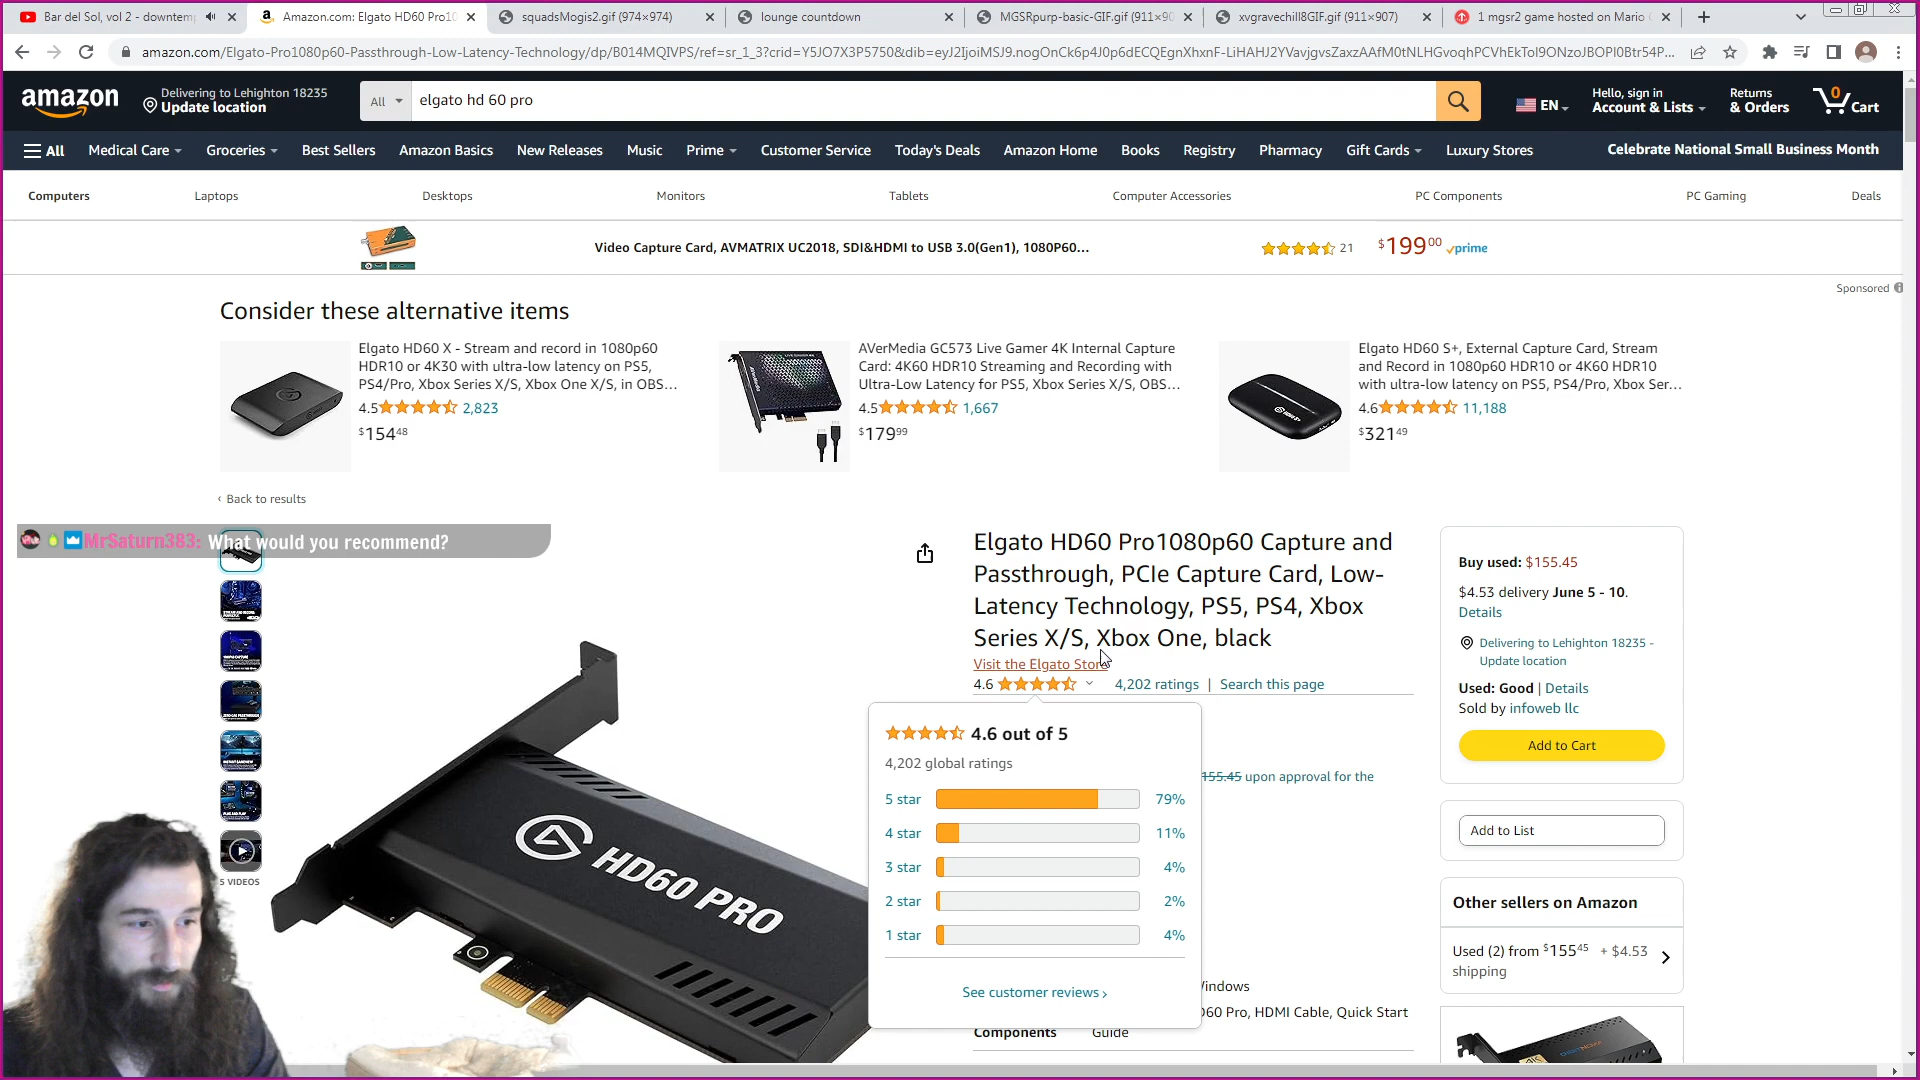 Bar del Sol, vol 2 - downtemp
Amazon.com: Elgato HD60 Pro10
squadsMogis2.gif (974×974)
lounge countdown
MGSRpurp-basic-GIF.gif (911×90
xvgravechill8GIF.gif (911×907)
1 mgsr2 game hosted on Mario
amazon.com/Elgato-Pro1080p60-Passthrough-Low-Latency-Technology/dp/B014MQIVPS/ref=sr_1_3?crid=Y5JO7X3P5750&dib=eyJ2IjoiMSJ9.nogOnCk6p4J0p6dECQEgnXhxnF-LiHAHJ2YVavjgvsZaxzAAfM0tNLHGvoqhPCVhEkTol9ONzoJBOPl0Btr54P...
amazon
Delivering to Lehighton 18235
Update location
All
elgato hd 60 pro
EN
Hello, sign in
Account & Lists
Returns
& Orders
0
Cart
All
Medical Care
Groceries
Best Sellers
Amazon Basics
New Releases
Music
Prime
Customer Service
Today's Deals
Amazon Home
Books
Registry
Pharmacy
Gift Cards
Luxury Stores
Celebrate National Small Business Month
Computers
Laptops
Desktops
Monitors
Tablets
Computer Accessories
PC Components
PC Gaming
Deals
Video Capture Card, AVMATRIX UC2018, SDI&HDMI to USB 3.0(Gen1), 1080P60...
21
$199 00 prime
Sponsored
Consider these alternative items
Elgato HD60 X - Stream and record in 1080p60
HDR10 or 4K30 with ultra-low latency on PS5,
PS4/Pro, Xbox Series X/S, Xbox One X/S, in OBS...
4.5 2,823
$154 48
AVerMedia GC573 Live Gamer 4K Internal Capture
Card: 4K60 HDR10 Streaming and Recording with
Ultra-Low Latency for PS5, Xbox Series X/S, OBS...
4.5 1,667
$179 99
Elgato HD60 S+, External Capture Card, Stream
and Record in 1080p60 HDR10 or 4K60 HDR10
with ultra-low latency on PS5, PS4/Pro, Xbox Ser...
4.6 11,188
$321 49
‹ Back to results
MrSaturn383: What would you recommend?
5 VIDEOS
HD60 PRO
Elgato HD60 Pro1080p60 Capture and
Passthrough, PCIe Capture Card, Low-
Latency Technology, PS5, PS4, Xbox
Series X/S, Xbox One, black
Visit the Elgato Store
4.6
4,202 ratings | Search this page
4.6 out of 5
4,202 global ratings
5 star 79%
4 star 11%
3 star 4%
2 star 2%
1 star 4%
See customer reviews ›
155.45 upon approval for the
Windows
D60 Pro, HDMI Cable, Quick Start
Components Guide
Buy used: $155.45
$4.53 delivery June 5 - 10.
Details
Delivering to Lehighton 18235 -
Update location
Used: Good | Details
Sold by infoweb llc
Add to Cart
Add to List
Other sellers on Amazon
Used (2) from $155 45 + $4.53
shipping
4K